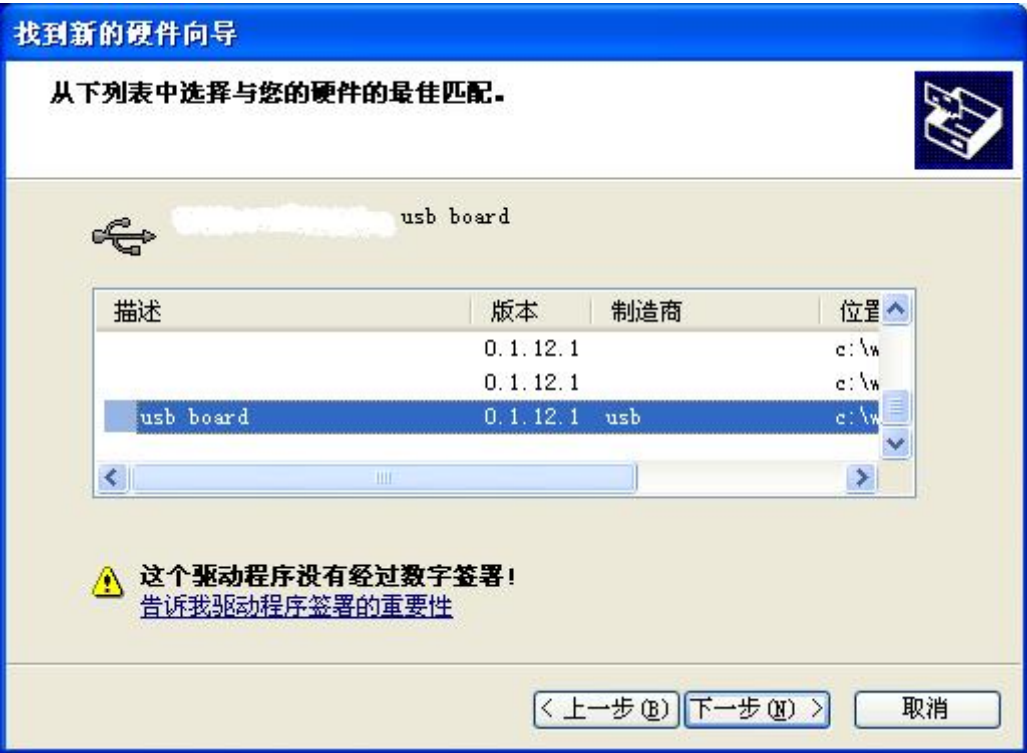 找到新的硬件向导
从下列表中选择与您的硬件的最佳匹配。
usb board
描述 版本 制造商 位置
0.1.12.1 c:\w
0.1.12.1 c:\w
usb board 0.1.12.1 usb c:\w
这个驱动程序没有经过数字签署!
告诉我驱动程序签署的重要性
< 上一步(B) 下一步(N) > 取消